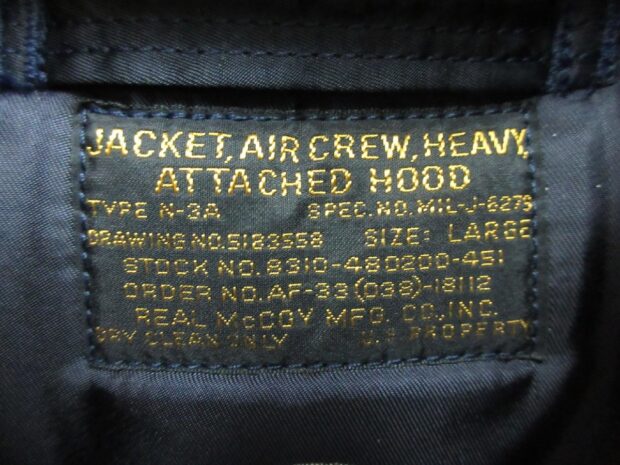 JACKET, AIR CREW, HEAVY,
ATTACHED HOOD
TYPE N-3A SPEC. NO. MIL-J-6279
DRAWING NO. 51B3558 SIZE: LARGE
STOCK NO. 8310-480200-451
ORDER NO. AF-33(038)-18112
REAL McCOY MFG. CO., INC.
DRY CLEAN ONLY U.S. PROPERTY